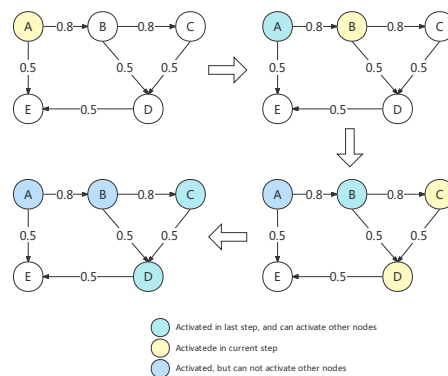 A 0.8 B 0.8 C
0.5 0.5 0.5
E 0.5 D
A 0.8 B 0.8 C
0.5 0.5 0.5
E 0.5 D
A 0.8 B 0.8 C
0.5 0.5 0.5
E 0.5 D
A 0.8 B 0.8 C
0.5 0.5 0.5
E 0.5 D
Activated in last step, and can activate other nodes
Activatede in current step
Activated, but can not activate other nodes